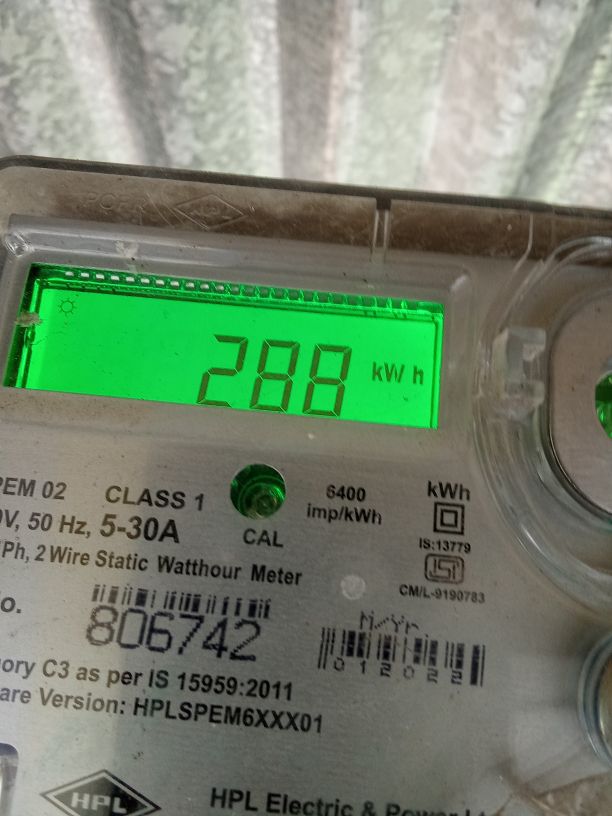 HPL
288 kWh
PEM 02 CLASS 1
0V, 50 Hz, 5-30A
Ph, 2 Wire Static Watthour Meter
CAL
6400
imp/kWh
kWh
IS:13779
ISI
CM/L-9190783
o.
806742
M/Yr
012022
ory C3 as per IS 15959:2011
are Version: HPLSPEM6XXX01
HPL
HPL Electric & Power